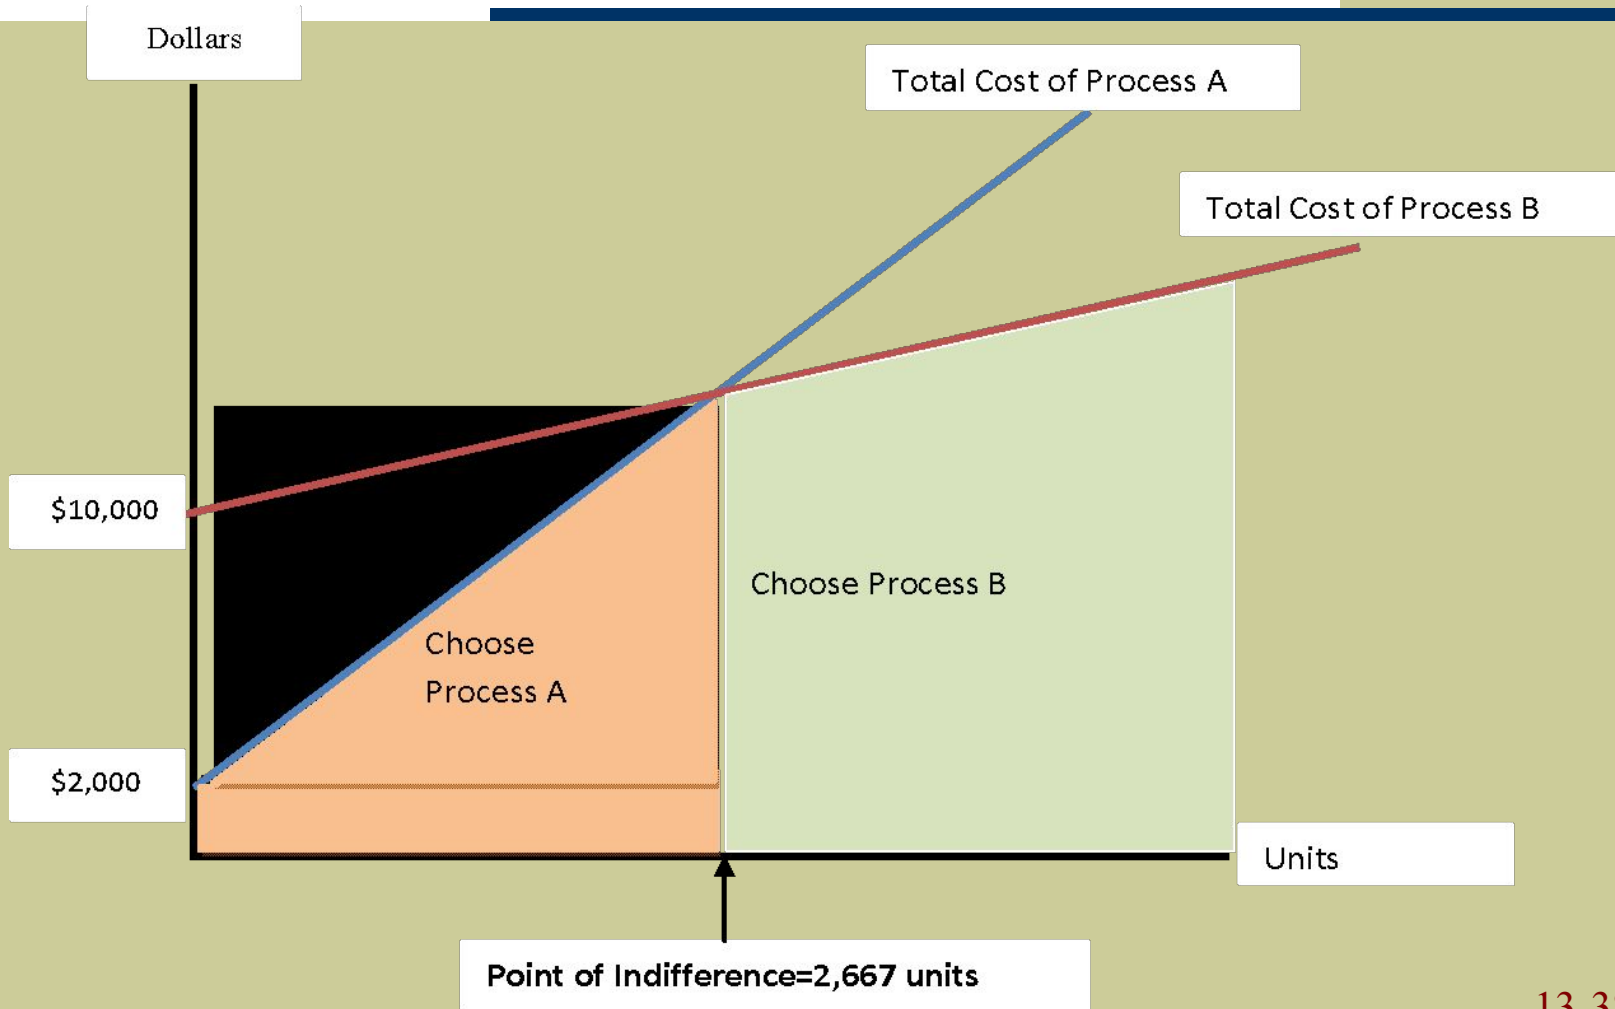 Dollars
Total Cost of Process A
Total Cost of Process B
$10,000
Choose Process B
Choose
Process A
$2,000
Units
Point of Indifference=2,667 units